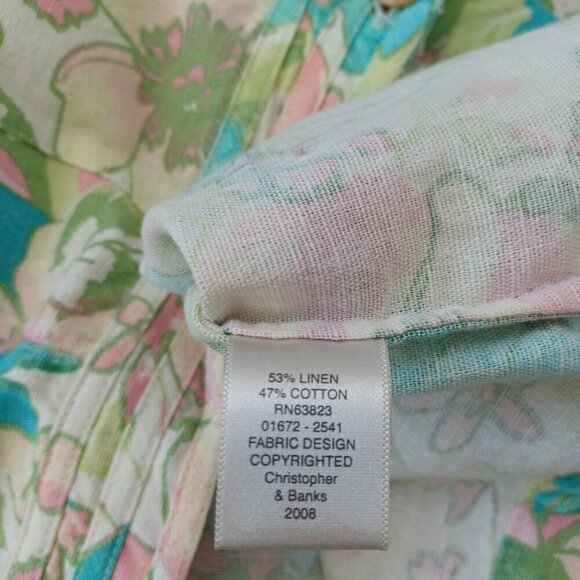 53% LINEN
47% COTTON
RN63823
01672 - 2541
FABRIC DESIGN
COPYRIGHTED
Christopher
& Banks
2008